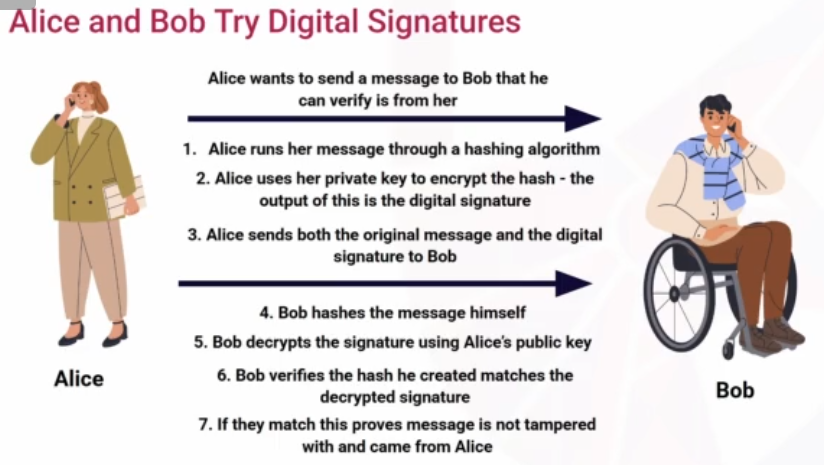 Alice and Bob Try Digital Signatures
Alice wants to send a message to Bob that he
can verify is from her
1. Alice runs her message through a hashing algorithm
2. Alice uses her private key to encrypt the hash - the
output of this is the digital signature
3. Alice sends both the original message and the digital
signature to Bob
4. Bob hashes the message himself
5. Bob decrypts the signature using Alice's public key
6. Bob verifies the hash he created matches the
decrypted signature
7. If they match this proves message is not tampered
with and came from Alice
Alice
Bob